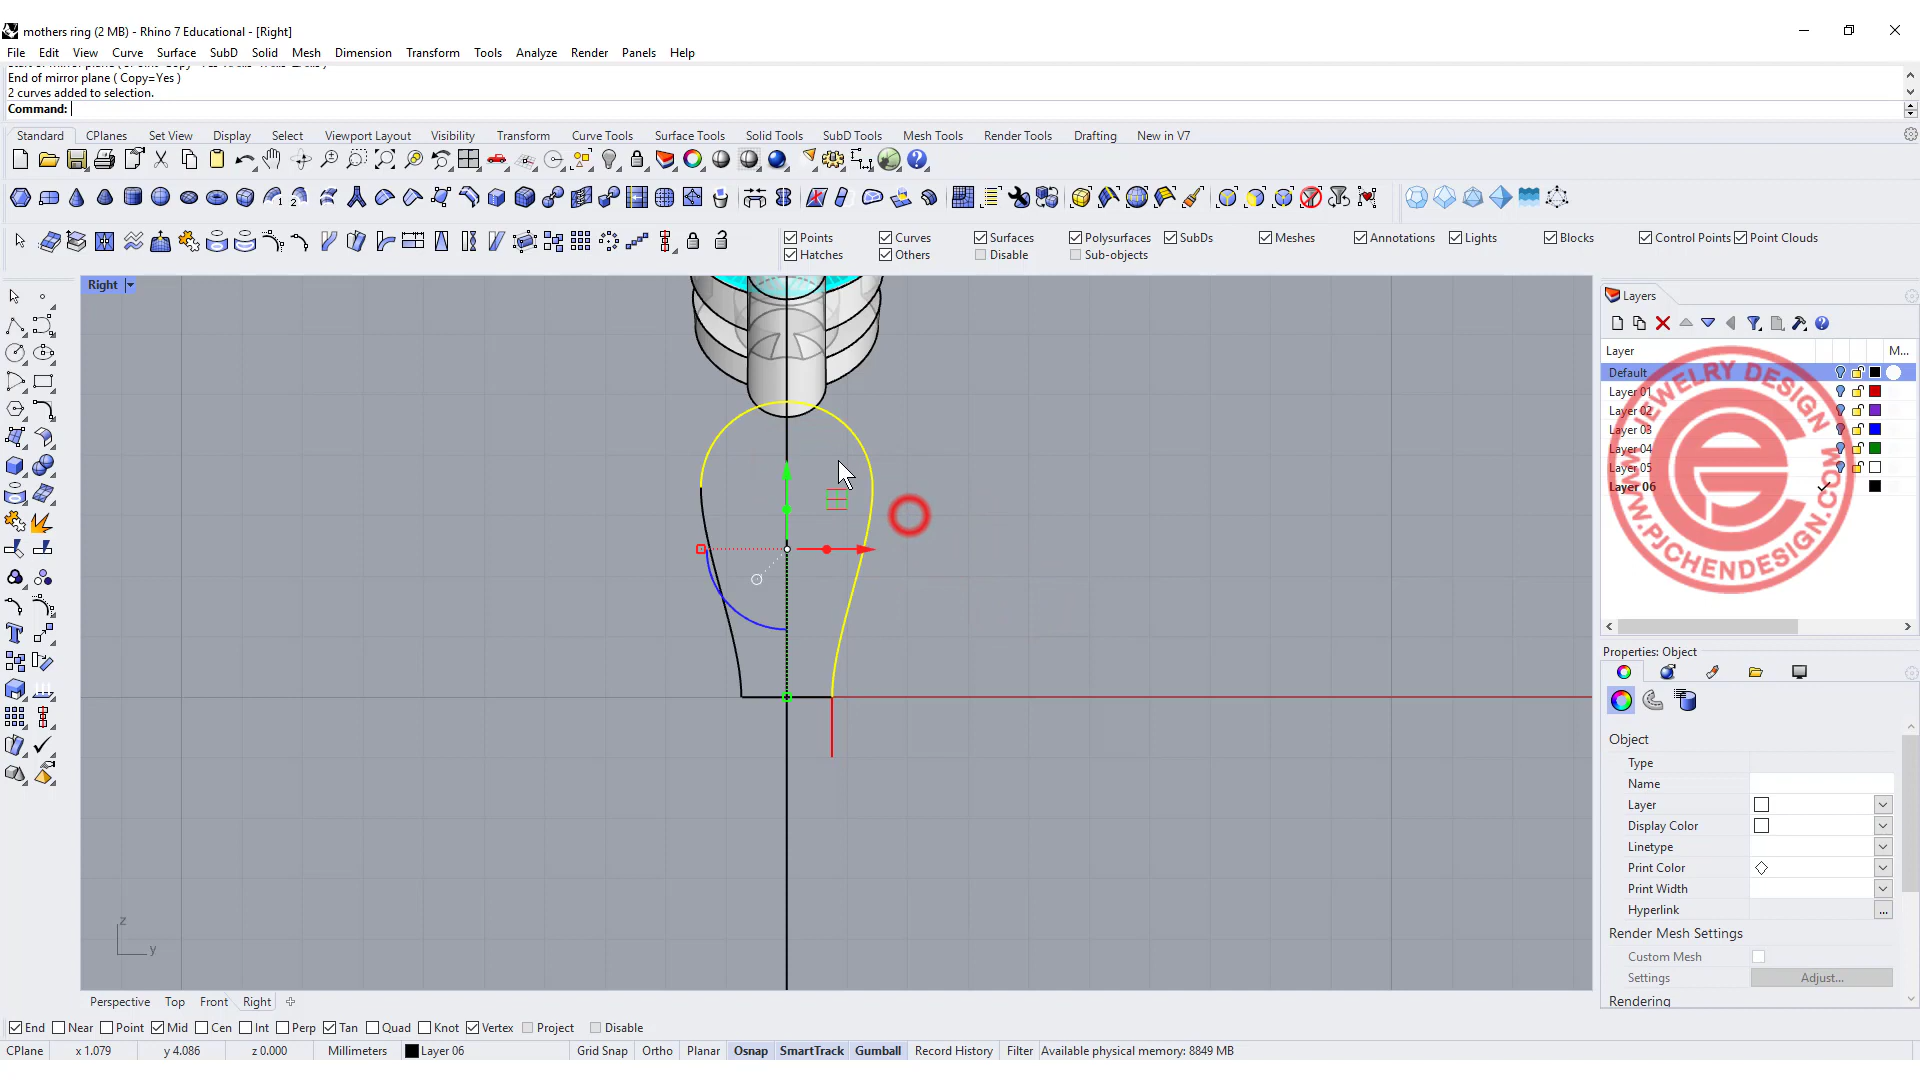 mothers ring (2 MB) - Rhino 7 Educational - [Right]
File Edit View Curve Surface SubD Solid Mesh Dimension Transform Tools Analyze Render Panels Help
End of mirror plane ( Copy=Yes )
2 curves added to selection.
Command:
Standard CPlanes Set View Display Select Viewport Layout Visibility Transform Curve Tools Surface Tools Solid Tools SubD Tools Mesh Tools Render Tools Drafting New in V7
Points Curves Surfaces Polysurfaces SubDs Meshes Annotations Lights Blocks Control Points Point Clouds
Hatches Others Disable Sub-objects
Right
Layers
Layer M...
Default
Layer 01
Layer 02
Layer 03
Layer 04
Layer 05
Layer 06
JEWELRY DESIGN
WWW.PJCHENDESIGN.COM
Properties: Object
Object
Type
Name
Layer
Display Color
Linetype
Print Color
Print Width
Hyperlink ...
Render Mesh Settings
Custom Mesh
Settings Adjust...
Rendering
z
y
Perspective Top Front Right
End Near Point Mid Cen Int Perp Tan Quad Knot Vertex Project Disable
CPlane x 1.079 y 4.086 z 0.000 Millimeters Layer 06 Grid Snap Ortho Planar Osnap SmartTrack Gumball Record History Filter Available physical memory: 8849 MB